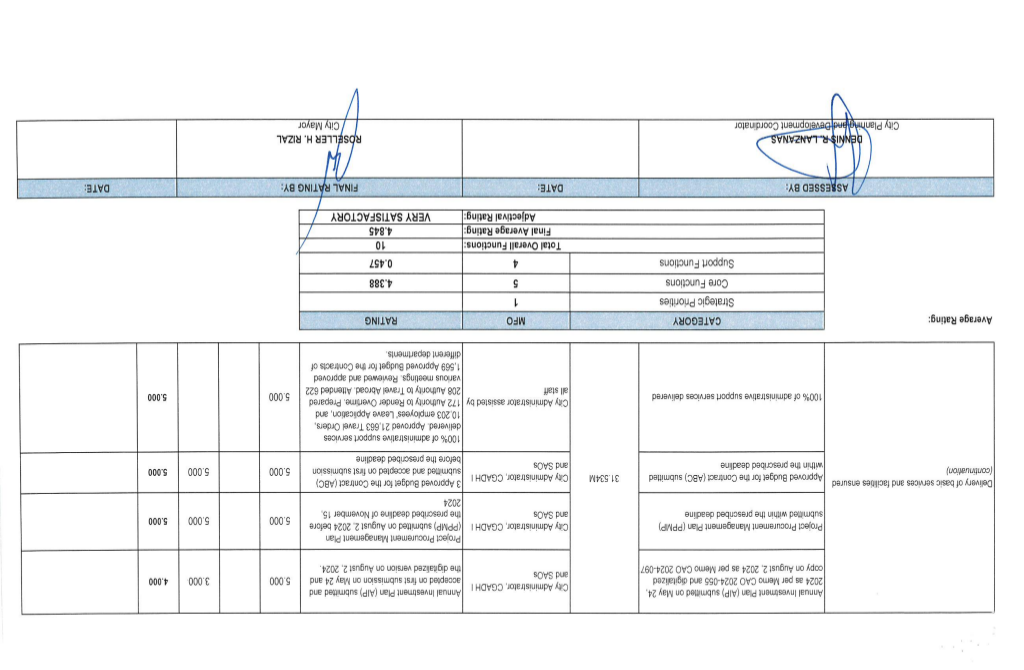 Annual Investment Plan (AIP) submitted on May 24,
2024 as per Memo CAO 2024-055 and digitalized
copy on August 2, 2024 as per Memo CAO 2024-097
City Administrator, CGADH I
and SAOs
Annual Investment Plan (AIP) submitted and
accepted on first submission on May 24 and
the digitalized version on August 2, 2024.
5.000
3.000
4.000
Delivery of basic services and facilities ensured
(continuation)
Project Procurement Management Plan (PPMP)
submitted within the prescribed deadline
31.534M
City Administrator, CGADH I
and SAOs
Project Procurement Management Plan
(PPMP) submitted on August 2, 2024 before
the prescribed deadline of November 15,
2024
5.000
5.000
5.000
Approved Budget for the Contract (ABC) submitted
within the prescribed deadline
City Administrator, CGADH I
and SAOs
3 Approved Budget for the Contract (ABC)
submitted and accepted on first submission
before the prescribed deadline
5.000
5.000
5.000
100% of administrative support services delivered
City Administrator assisted by
all staff
100% of administrative support services
delivered. Approved 21,663 Travel Orders,
10,203 employees' Leave Application, and
172 Authority to Render Overtime. Prepared
208 Authority to Travel Abroad. Attended 622
various meetings. Reviewed and approved
1,569 Approved Budget for the Contracts of
different departments.
5.000
5.000
Average Rating:
CATEGORY
MFO
RATING
Strategic Priorities
1
Core Functions
5
4.388
Support Functions
4
0.457
Total Overall Functions:
10
Final Average Rating:
4.845
Adjectival Rating:
VERY SATISFACTORY
ASSESSED BY:
DATE:
FINAL RATING BY:
DATE:
DENNIS R. LANZANAS
City Planning and Development Coordinator
ROSELLER H. RIZAL
City Mayor